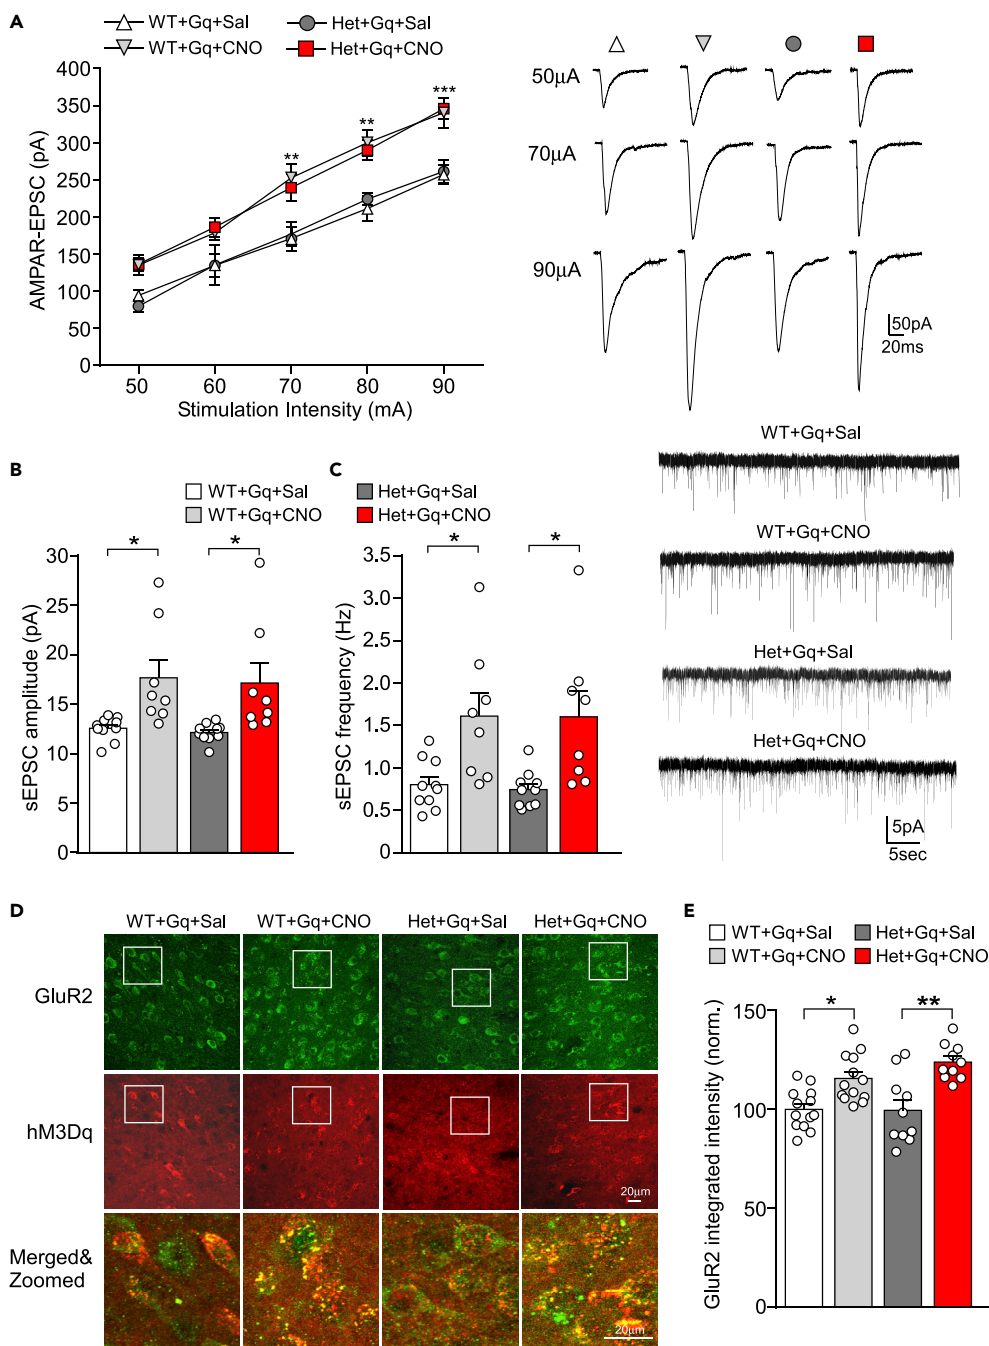 A
WT+Gq+Sal
Het+Gq+Sal
WT+Gq+CNO
Het+Gq+CNO
AMPAR-EPSC (pA)
400
350
300
250
200
150
100
50
0
** ** ***
50 60 70 80 90
Stimulation Intensity (mA)
50µA
70µA
90µA
50pA
20ms
B
WT+Gq+Sal
WT+Gq+CNO
sEPSC amplitude (pA)
30
25
20
15
10
5
0
* *
C
Het+Gq+Sal
Het+Gq+CNO
sEPSC frequency (Hz)
3.5
3.0
2.5
2.0
1.5
1.0
0.5
0
* *
WT+Gq+Sal
WT+Gq+CNO
Het+Gq+Sal
Het+Gq+CNO
5pA
5sec
D
WT+Gq+Sal WT+Gq+CNO Het+Gq+Sal Het+Gq+CNO
GluR2
hM3Dq
20µm
Merged&
Zoomed
20µm
E
WT+Gq+Sal
Het+Gq+Sal
WT+Gq+CNO
Het+Gq+CNO
GluR2 integrated intensity (norm.)
150
100
50
0
* **